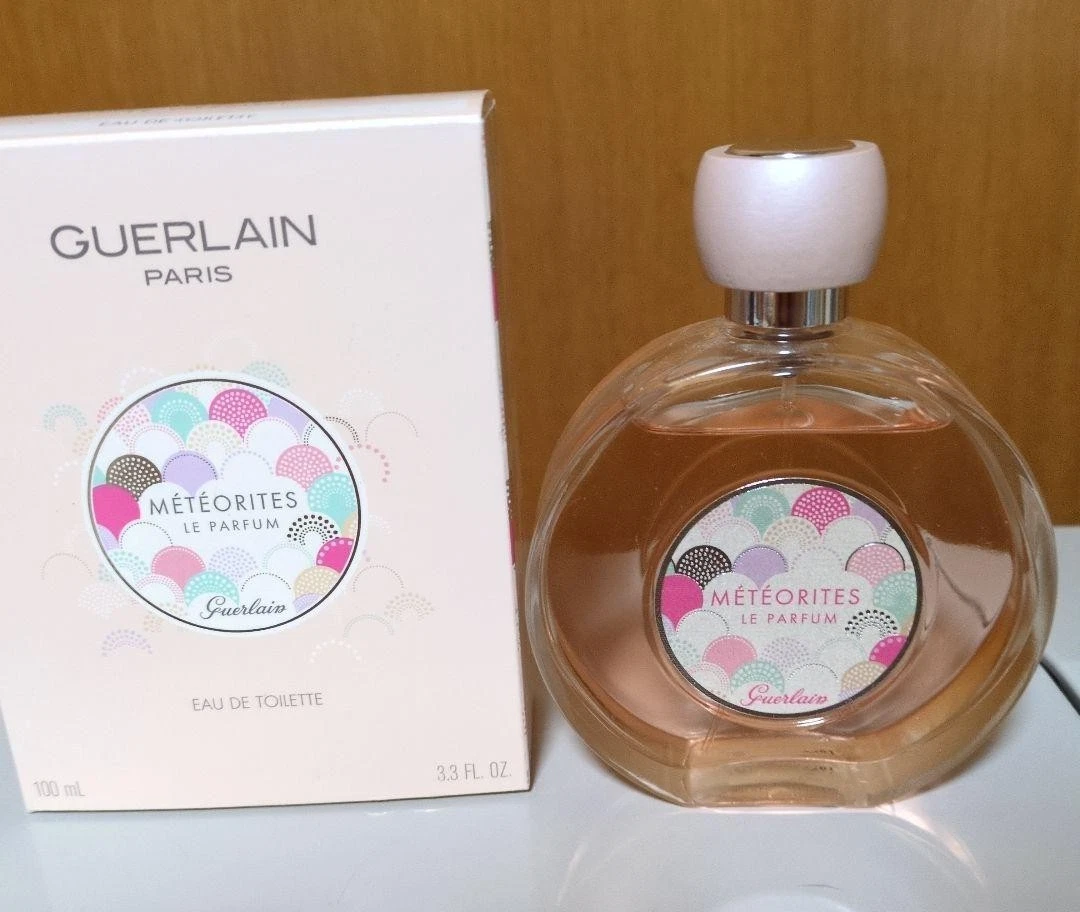 EAU DE TOILETTE
GUERLAIN
PARIS
MÉTÉORITES
LE PARFUM
Guerlain
EAU DE TOILETTE
100 mL
3.3 FL. OZ.
MÉTÉORITES
LE PARFUM
Guerlain